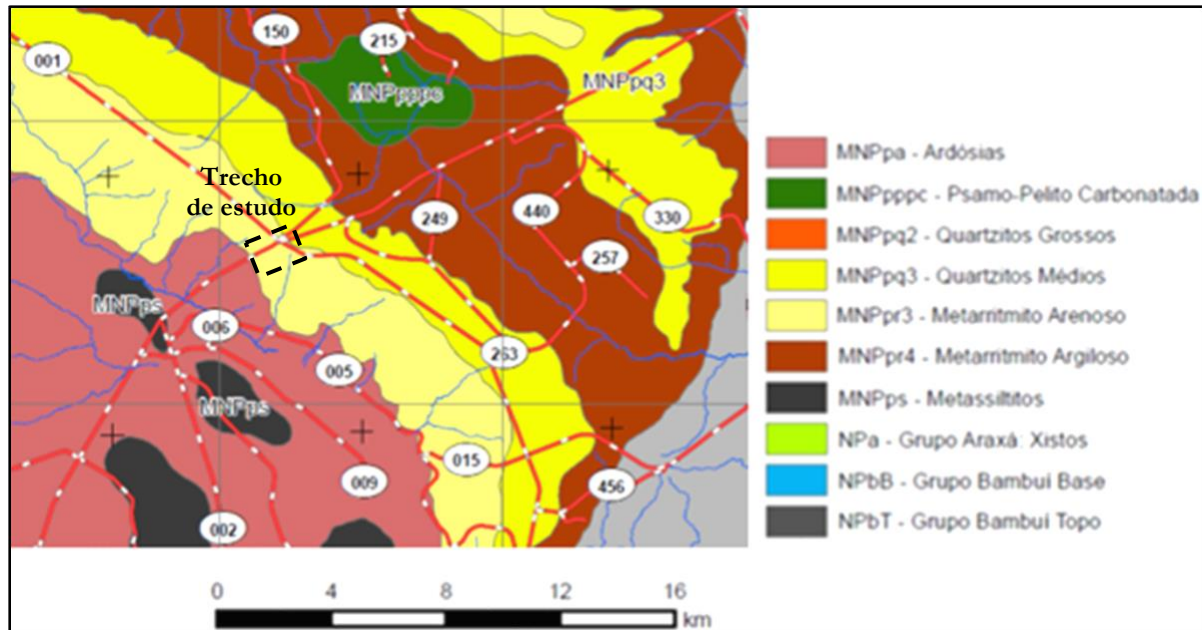 150
215
001
MNPpppc
MNPpq3
Trecho
de estudo
249
440
330
257
MNPps
006
263
005
MNPps
015
009
456
002
MNPpa - Ardósias
MNPpppc - Psamo-Pelito Carbonatada
MNPpq2 - Quartzitos Grossos
MNPpq3 - Quartzitos Médios
MNPpr3 - Metarritmito Arenoso
MNPpr4 - Metarritmito Argiloso
MNPps - Metassiltitos
NPa - Grupo Araxá: Xistos
NPbB - Grupo Bambuí Base
NPbT - Grupo Bambuí Topo
0 4 8 12 16
km